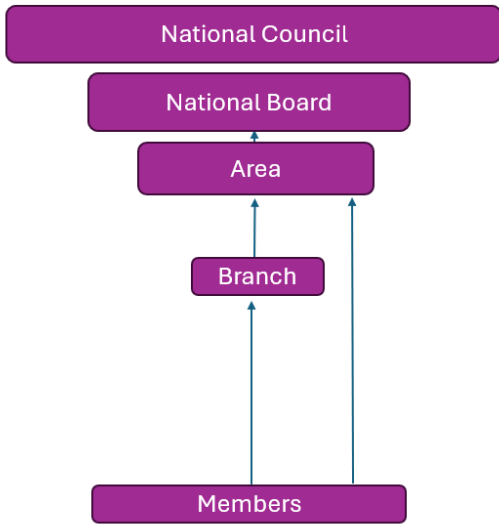 National Council
National Board
Area
Branch
Members